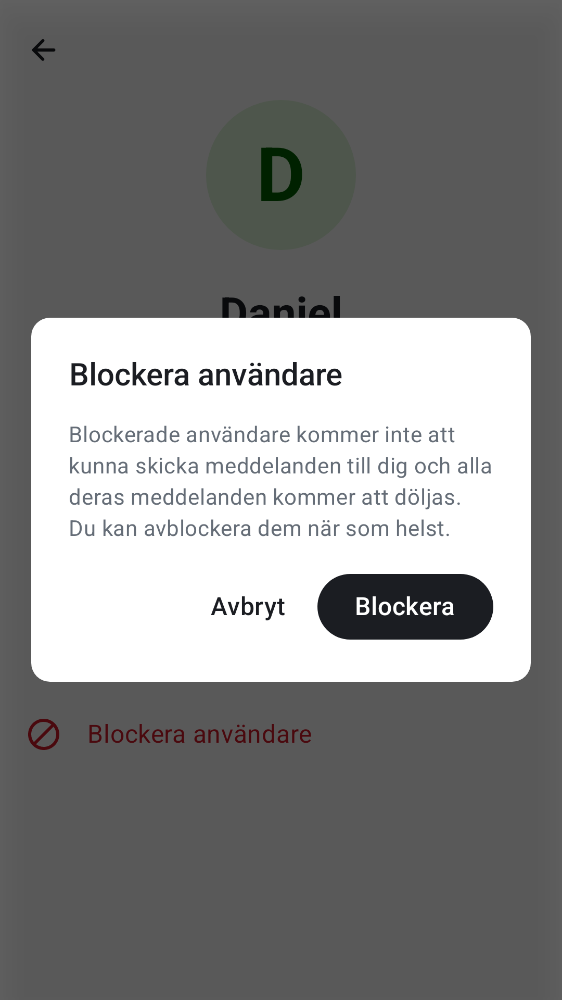 D
Daniel
Blockera användare
Blockerade användare kommer inte att
kunna skicka meddelanden till dig och alla
deras meddelanden kommer att döljas.
Du kan avblockera dem när som helst.
Avbryt
Blockera
Blockera användare